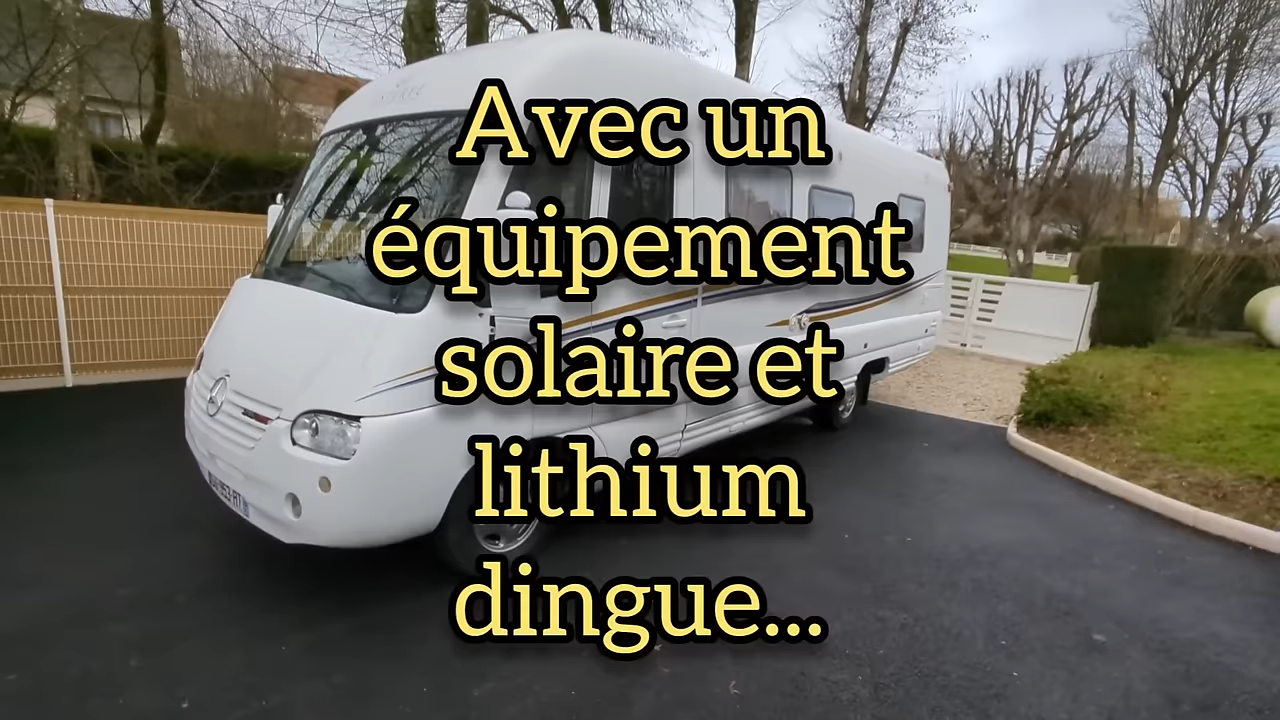 Avec un
équipement
solaire et
lithium
dingue...